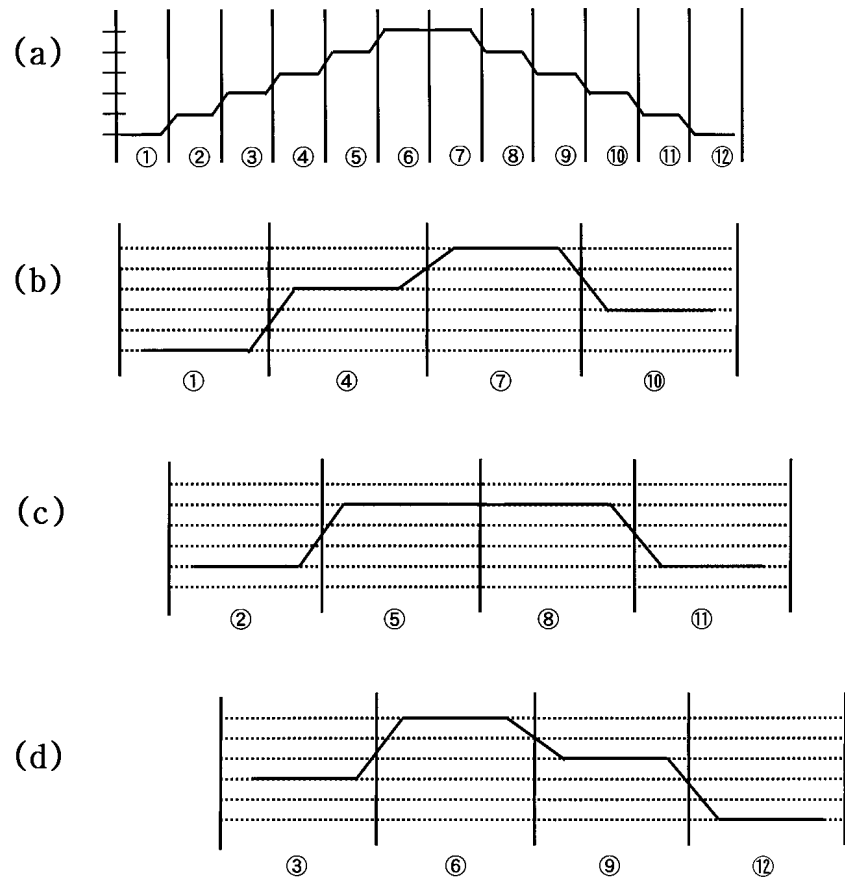 (a)
① ② ③ ④ ⑤ ⑥ ⑦ ⑧ ⑨ ⑩ ⑪ ⑫
(b)
① ④ ⑦ ⑩
(c)
② ⑤ ⑧ ⑪
(d)
③ ⑥ ⑨ ⑫